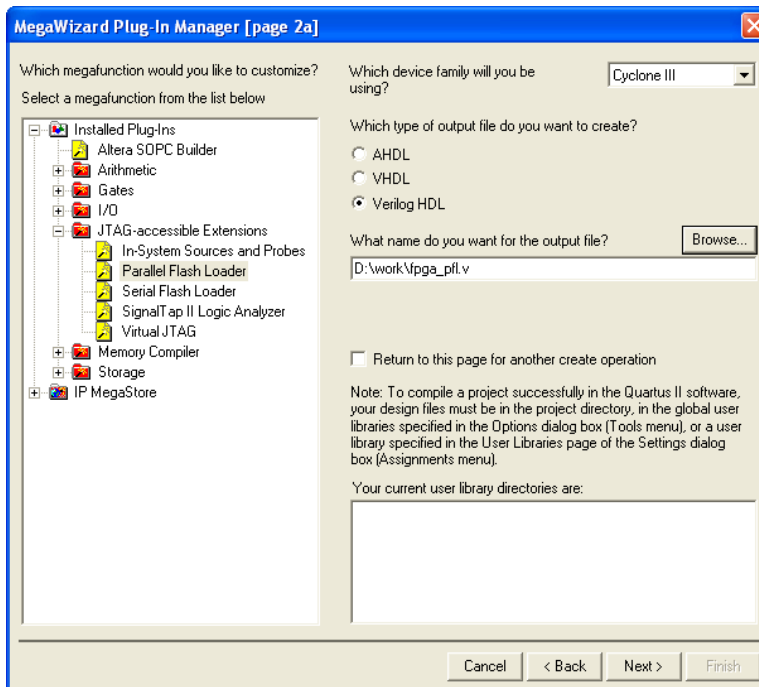 MegaWizard Plug-In Manager [page 2a]
Which megafunction would you like to customize?
Select a megafunction from the list below
Installed Plug-Ins
Altera SOPC Builder
Arithmetic
Gates
I/O
JTAG-accessible Extensions
In-System Sources and Probes
Parallel Flash Loader
Serial Flash Loader
SignalTap II Logic Analyzer
Virtual JTAG
Memory Compiler
Storage
IP MegaStore
Which device family will you be
using?
Cyclone III
Which type of output file do you want to create?
AHDL
VHDL
Verilog HDL
What name do you want for the output file?
Browse...
D:\work\fpga_pfl.v
Return to this page for another create operation
Note: To compile a project successfully in the Quartus II software,
your design files must be in the project directory, in the global user
libraries specified in the Options dialog box (Tools menu), or a user
library specified in the User Libraries page of the Settings dialog
box (Assignments menu).
Your current user library directories are:
Cancel
< Back
Next >
Finish